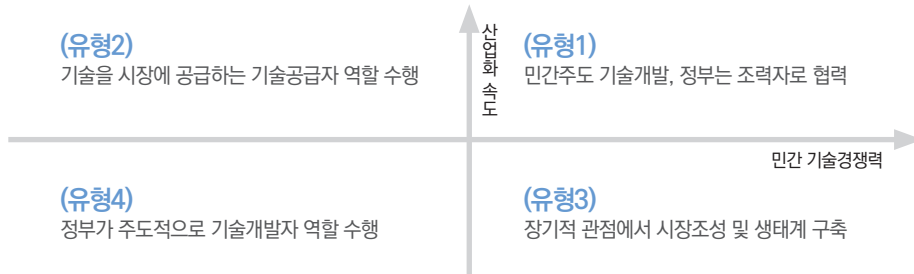 (유형2)
기술을 시장에 공급하는 기술공급자 역할 수행
산업화 속도
(유형1)
민간주도 기술개발, 정부는 조력자로 협력
민간 기술경쟁력
(유형4)
정부가 주도적으로 기술개발자 역할 수행
(유형3)
장기적 관점에서 시장조성 및 생태계 구축